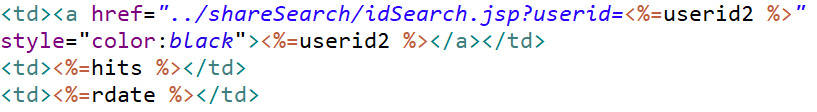 <td><a href="../shareSearch/idSearch.jsp?userid=<%=userid2 %>"
style="color:black"><%=userid2 %></a></td>
<td><%=hits %></td>
<td><%=rdate %></td>